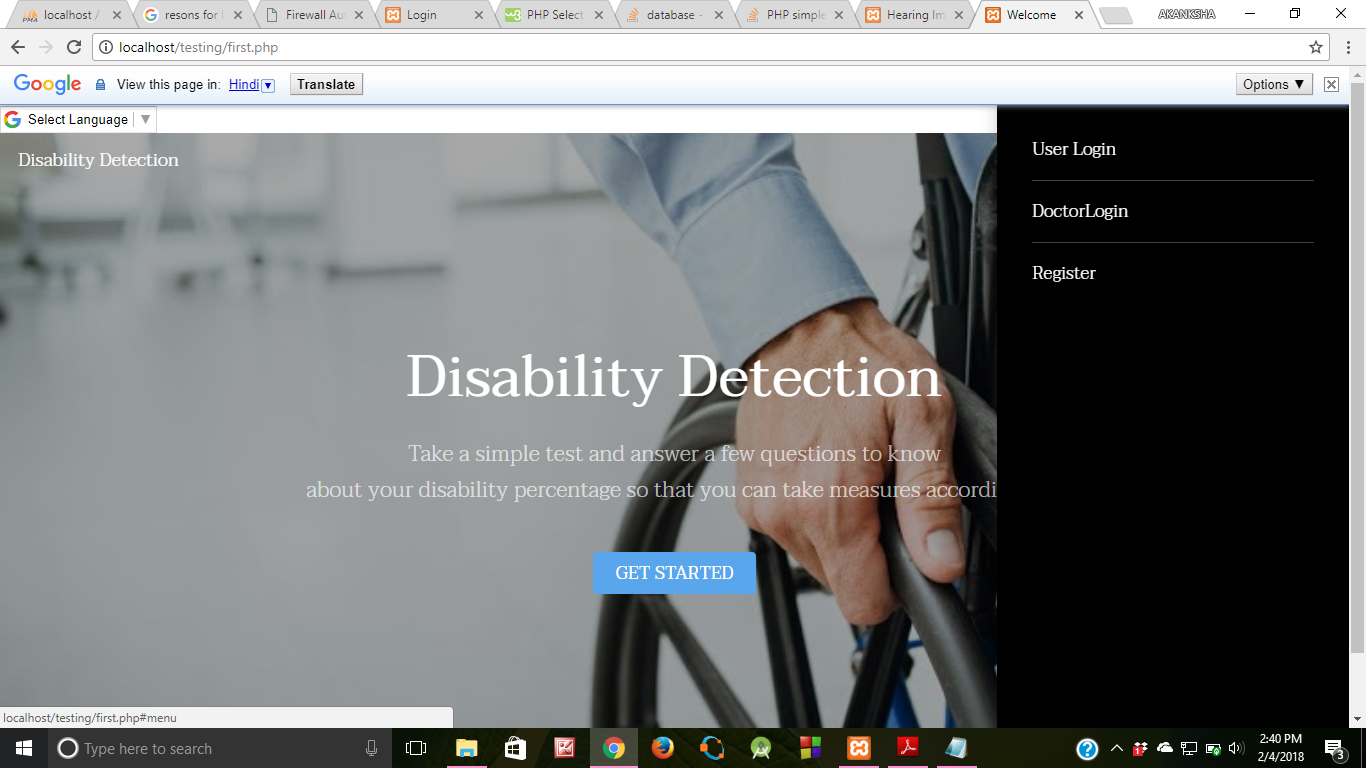 localhost /
resons for
Firewall Au
Login
PHP Select
database -
PHP simple
Hearing Im
Welcome
AKANKSHA
localhost/testing/first.php
Google View this page in: Hindi Translate Options ▼
Select Language ▼
Disability Detection
User Login
DoctorLogin
Register
Disability Detection
Take a simple test and answer a few questions to know
about your disability percentage so that you can take measures accordi
GET STARTED
localhost/testing/first.php#menu
Type here to search
2:40 PM
2/4/2018
3